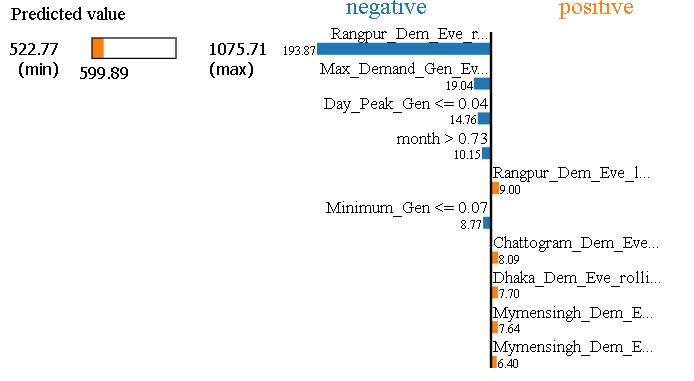 Predicted value
negative
positive
522.77
(min)
599.89
1075.71
(max)
Rangpur_Dem_Eve_r...
193.87
Max_Demand_Gen_Ev...
19.04
Day_Peak_Gen <= 0.04
14.76
month > 0.73
10.15
Rangpur_Dem_Eve_l...
9.00
Minimum_Gen <= 0.07
8.77
Chattogram_Dem_Eve...
8.09
Dhaka_Dem_Eve_rolli...
7.70
Mymensingh_Dem_E...
7.64
Mymensingh_Dem_E...
6.40